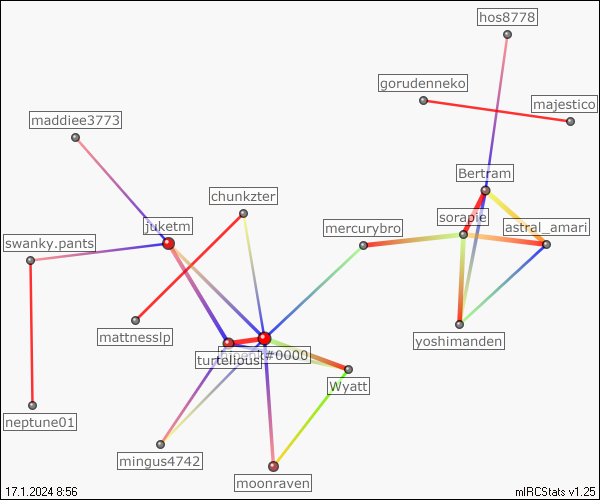 hos8778
gorudenneko
majestico
maddiee3773
Bertram
chunkzter
sorapie
juketm
mercurybro
astral_amari
swanky.pants
mattnesslp
yoshimanden
#0000
turtelious
Wyatt
neptune01
mingus4742
moonraven
17.1.2024 8:56
mIRCStats v1.25